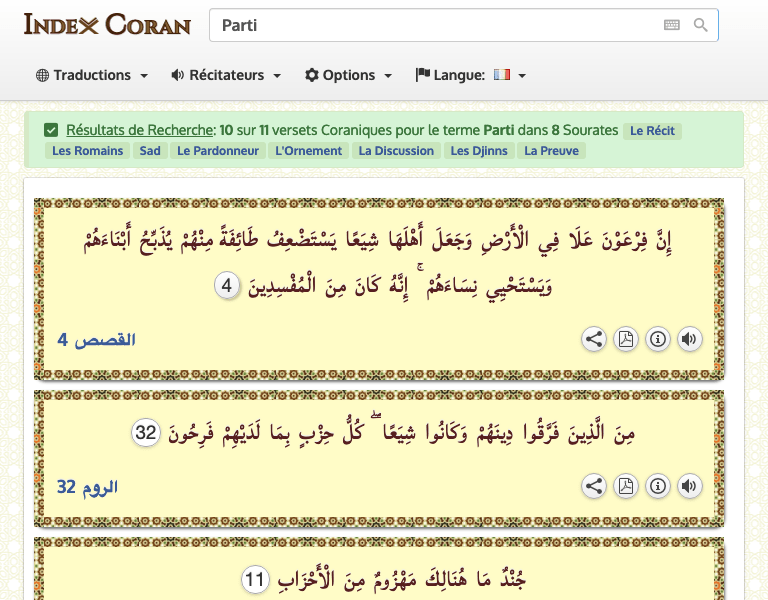 Index Coran
Parti
Traductions
Récitateurs
Options
Langue:
Résultats de Recherche: 10 sur 11 versets Coraniques pour le terme Parti dans 8 Sourates Le Récit
Les Romains Sad Le Pardonneur L'Ornement La Discussion Les Djinns La Preuve
إِنَّ فِرْعَوْنَ عَلَا فِي الْأَرْضِ وَجَعَلَ أَهْلَهَا شِيَعًا يَسْتَضْعِفُ طَائِفَةً مِنْهُمْ يُذَبِّحُ أَبْنَاءَهُمْ
وَيَسْتَحْيِي نِسَاءَهُمْ ۚ إِنَّهُ كَانَ مِنَ الْمُفْسِدِينَ 4
القصص 4
مِنَ الَّذِينَ فَرَّقُوا دِينَهُمْ وَكَانُوا شِيَعًا ۖ كُلُّ حِزْبٍ بِمَا لَدَيْهِمْ فَرِحُونَ 32
الروم 32
جُنْدٌ مَا هُنَالِكَ مَهْزُومٌ مِنَ الْأَحْزَابِ 11